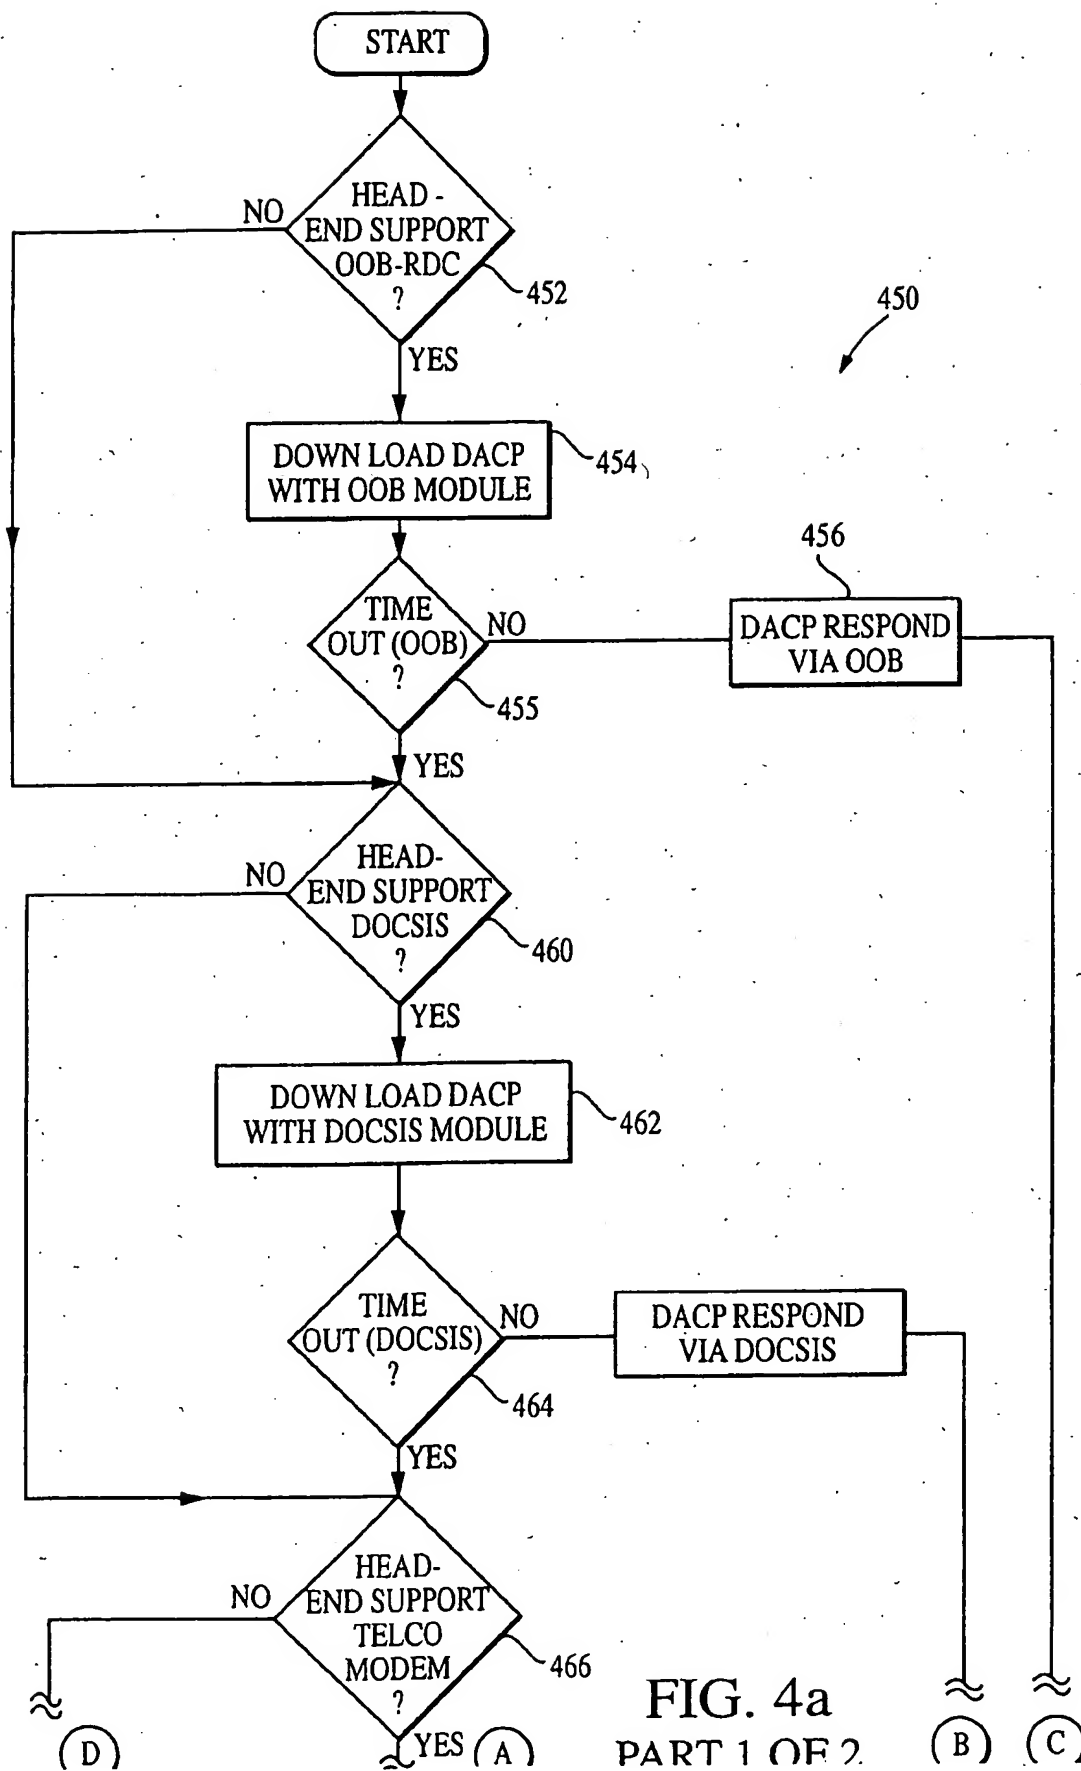 START
HEAD-
END SUPPORT
OOB-RDC
?
NO
452
YES
450
DOWN LOAD DACP
WITH OOB MODULE
454
TIME
OUT (OOB)
?
NO
455
456
DACP RESPOND
VIA OOB
YES
HEAD-
END SUPPORT
DOCSIS
?
NO
460
YES
DOWN LOAD DACP
WITH DOCSIS MODULE
462
TIME
OUT (DOCSIS)
?
NO
464
DACP RESPOND
VIA DOCSIS
YES
HEAD-
END SUPPORT
TELCO
MODEM
?
NO
466
YES
FIG. 4a
PART 1 OF 2
D
A
B
C